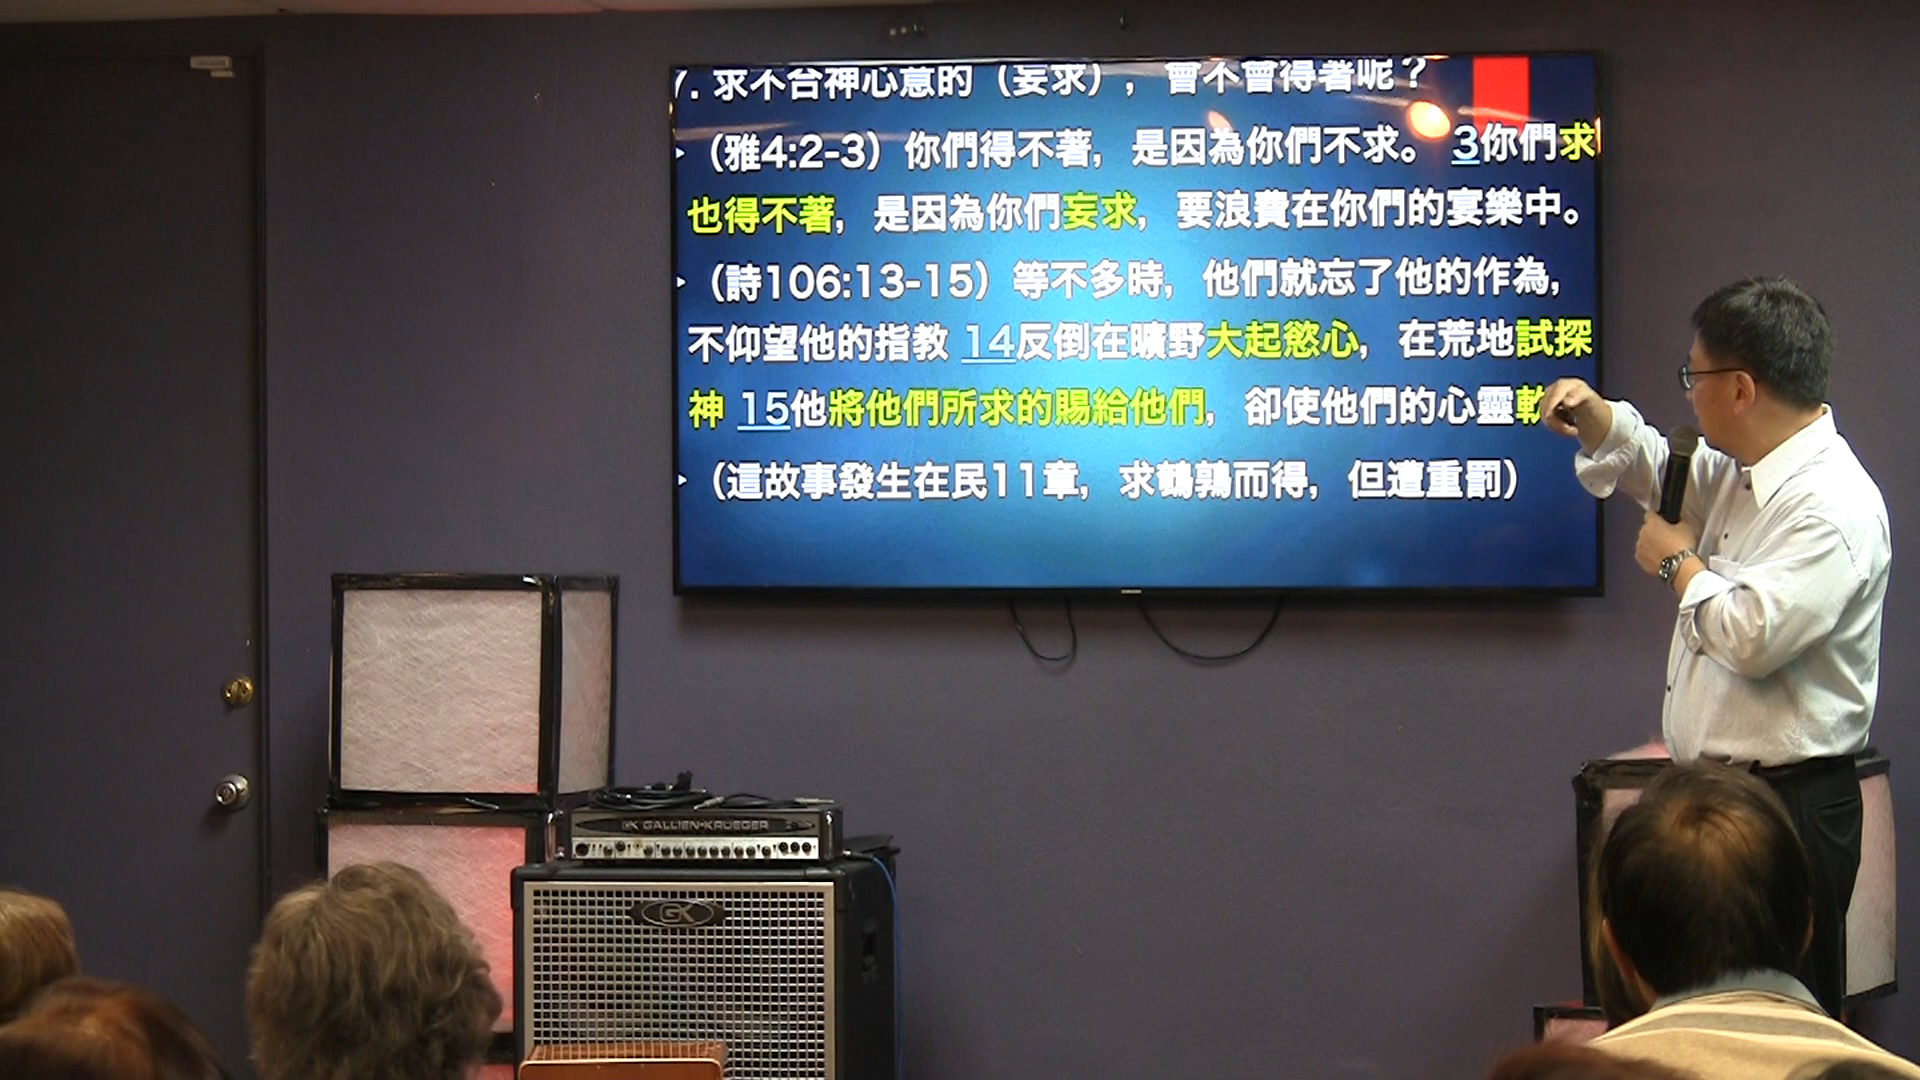 7. 求不合神心意的（妄求），會不會得著呢？
（雅4:2-3）你們得不著，是因為你們不求。 3你們求
也得不著，是因為你們妄求，要浪費在你們的宴樂中。
（詩106:13-15）等不多時，他們就忘了他的作為，
不仰望他的指教 14反倒在曠野大起慾心，在荒地試探
神 15他將他們所求的賜給他們，卻使他們的心靈軟
（這故事發生在民11章，求鵪鶉而得，但遭重罰）
SAMSUNG
GK GALLIEN-KRUEGER
GK